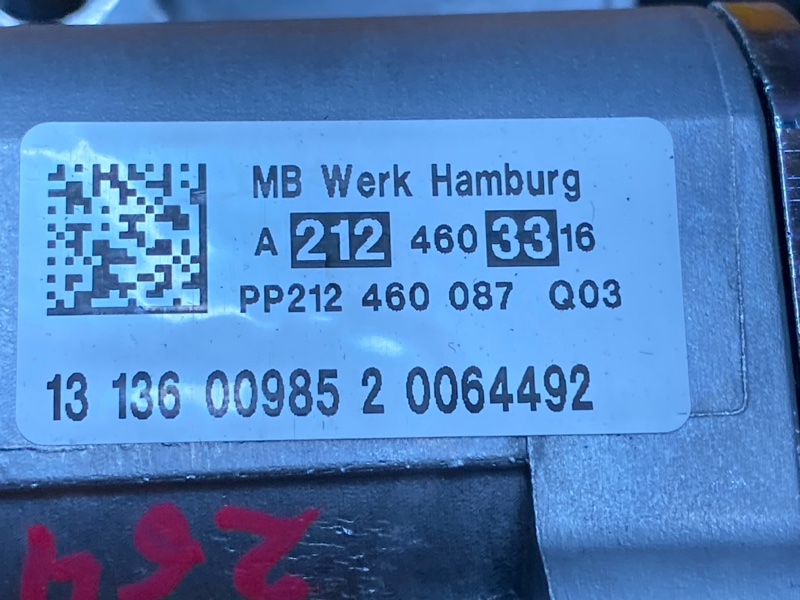 MB Werk Hamburg
A 212 460 33 16
PP212 460 087 Q03
13 136 00985 2 0064492